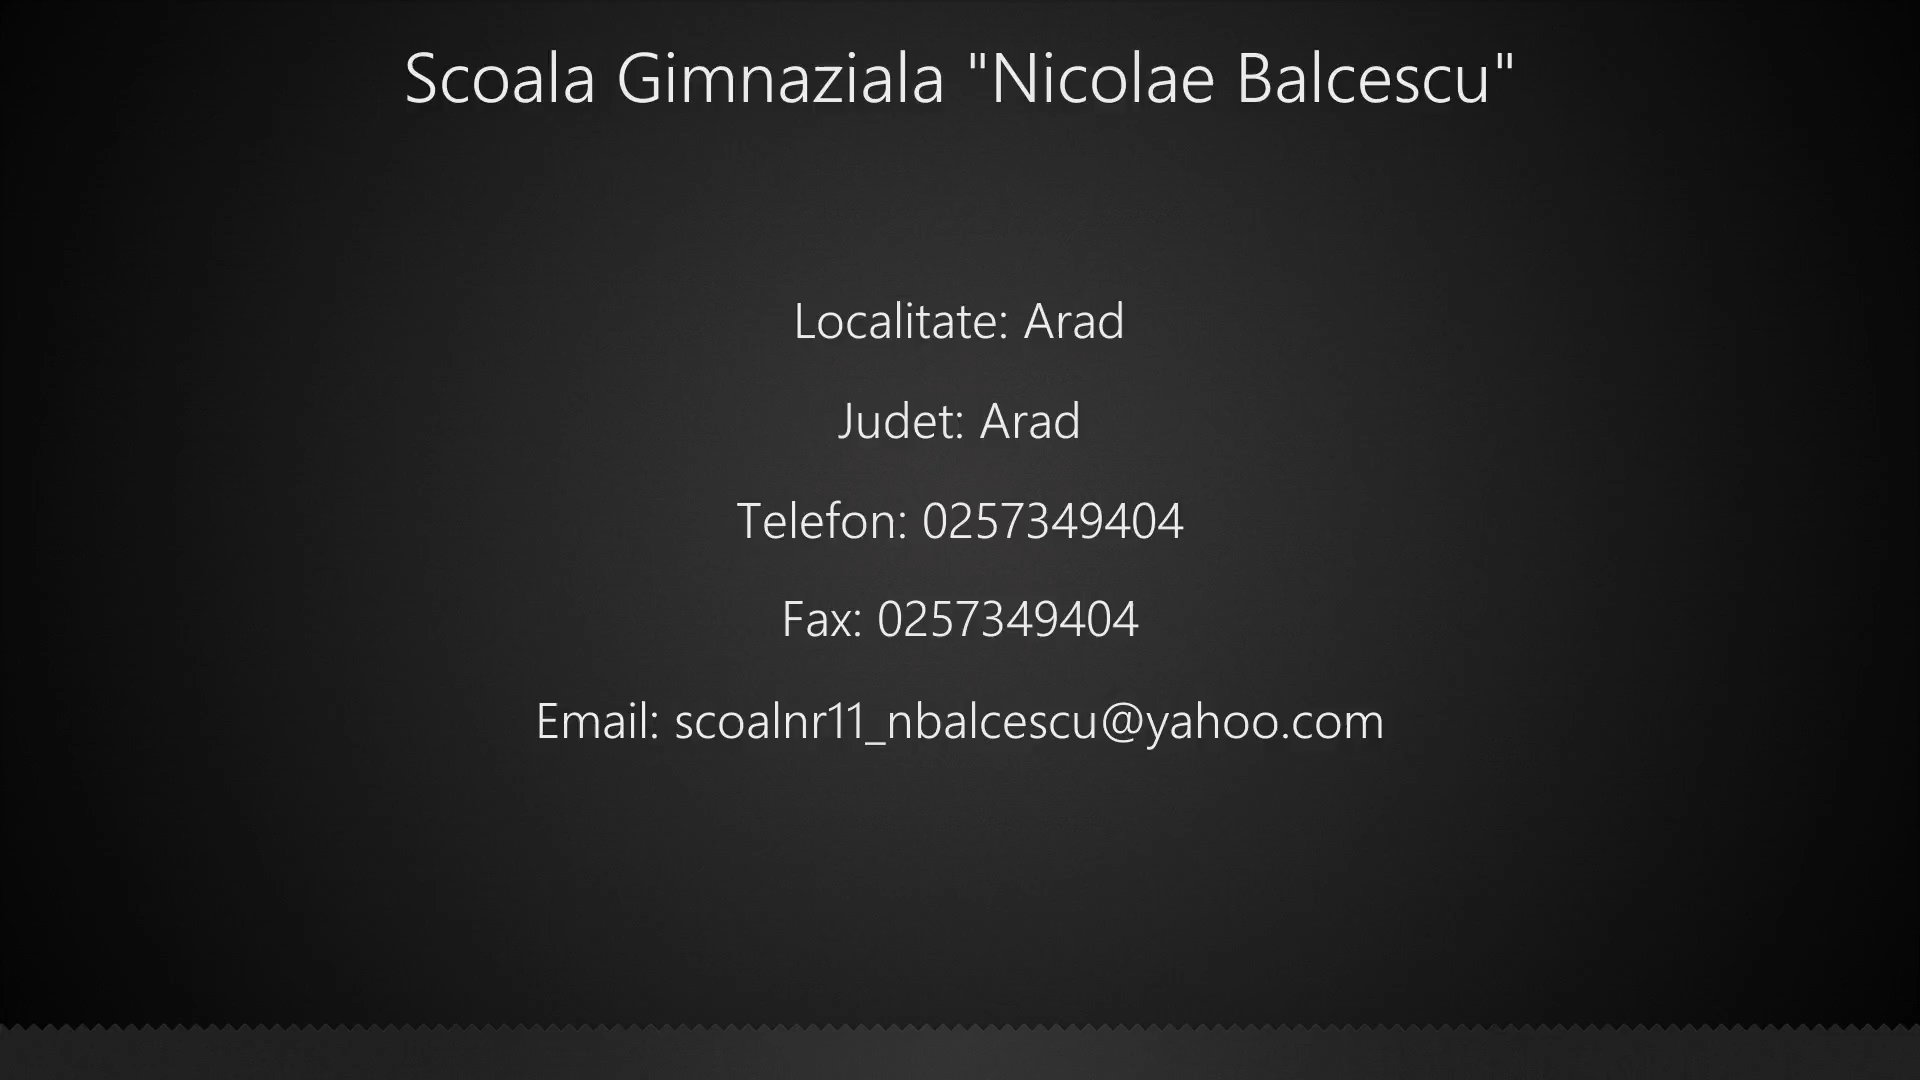 Scoala Gimnaziala "Nicolae Balcescu"
Localitate: Arad
Judet: Arad
Telefon: 0257349404
Fax: 0257349404
Email: scoalnr11_nbalcescu@yahoo.com